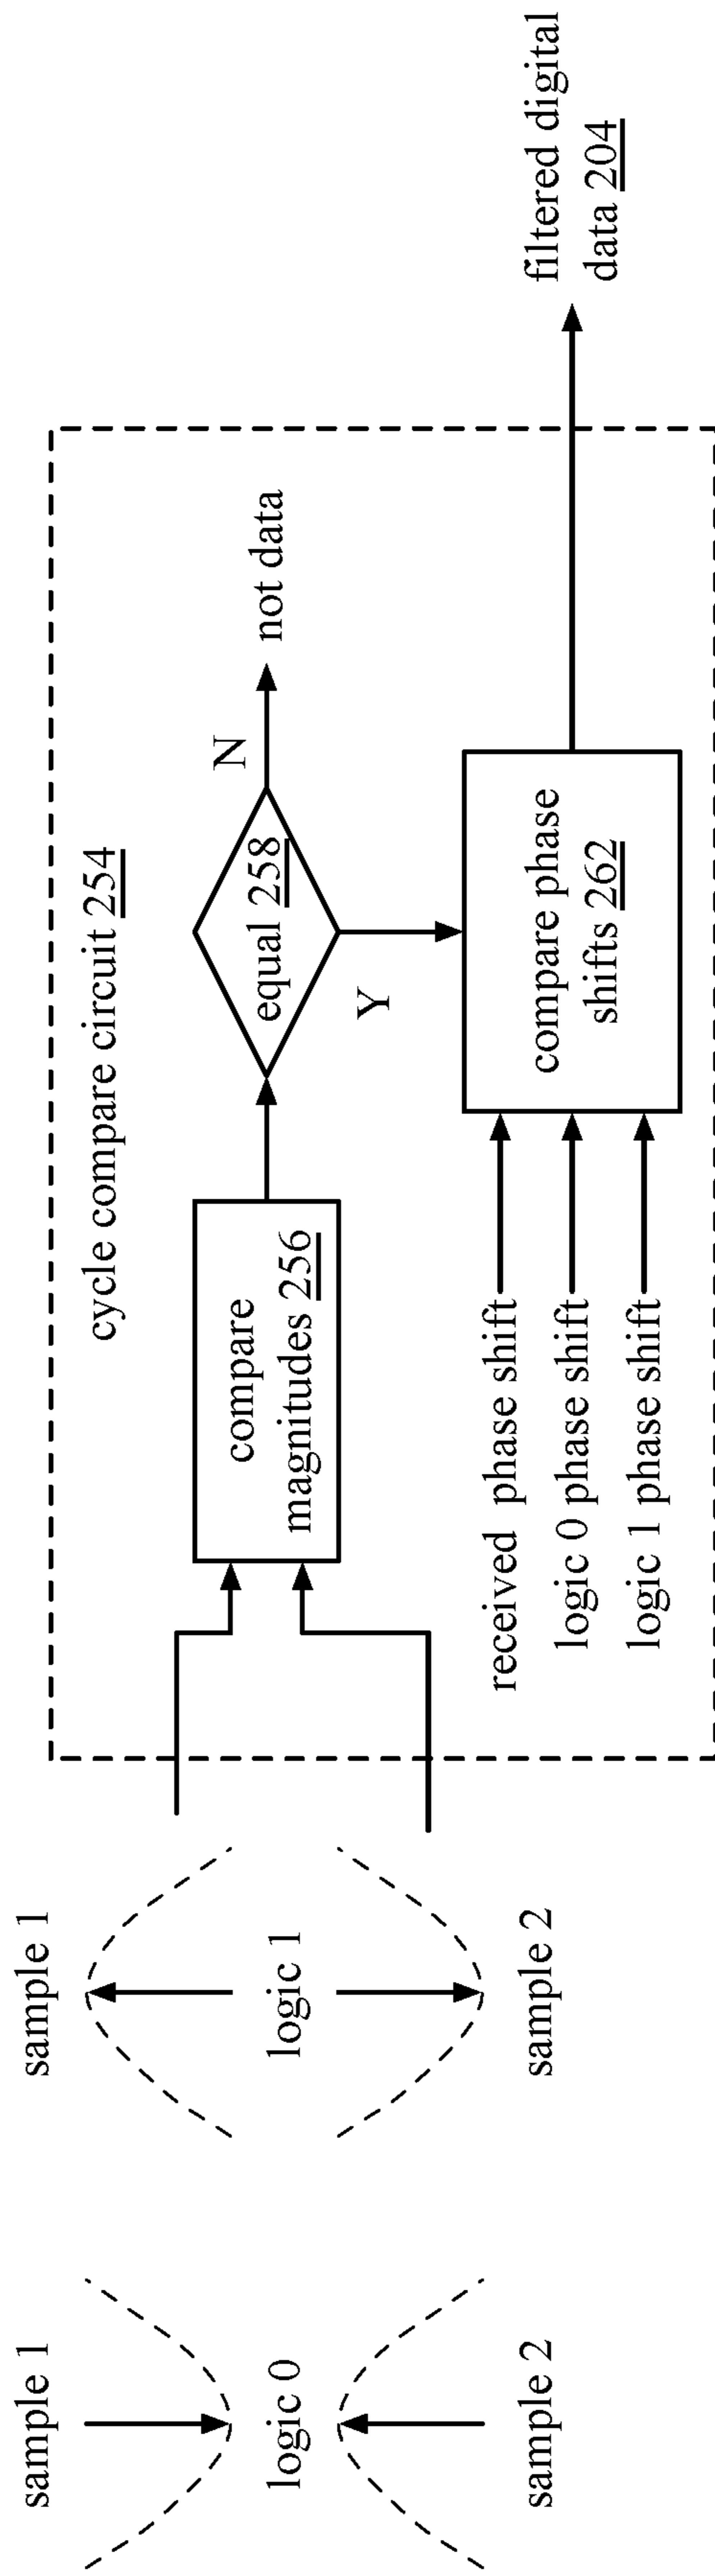 sample 1
logic 0
sample 2
sample 1
logic 1
sample 2
cycle compare circuit 254
compare
magnitudes 256
equal 258
N
not data
Y
received phase shift
logic 0 phase shift
logic 1 phase shift
compare phase
shifts 262
filtered digital
data 204